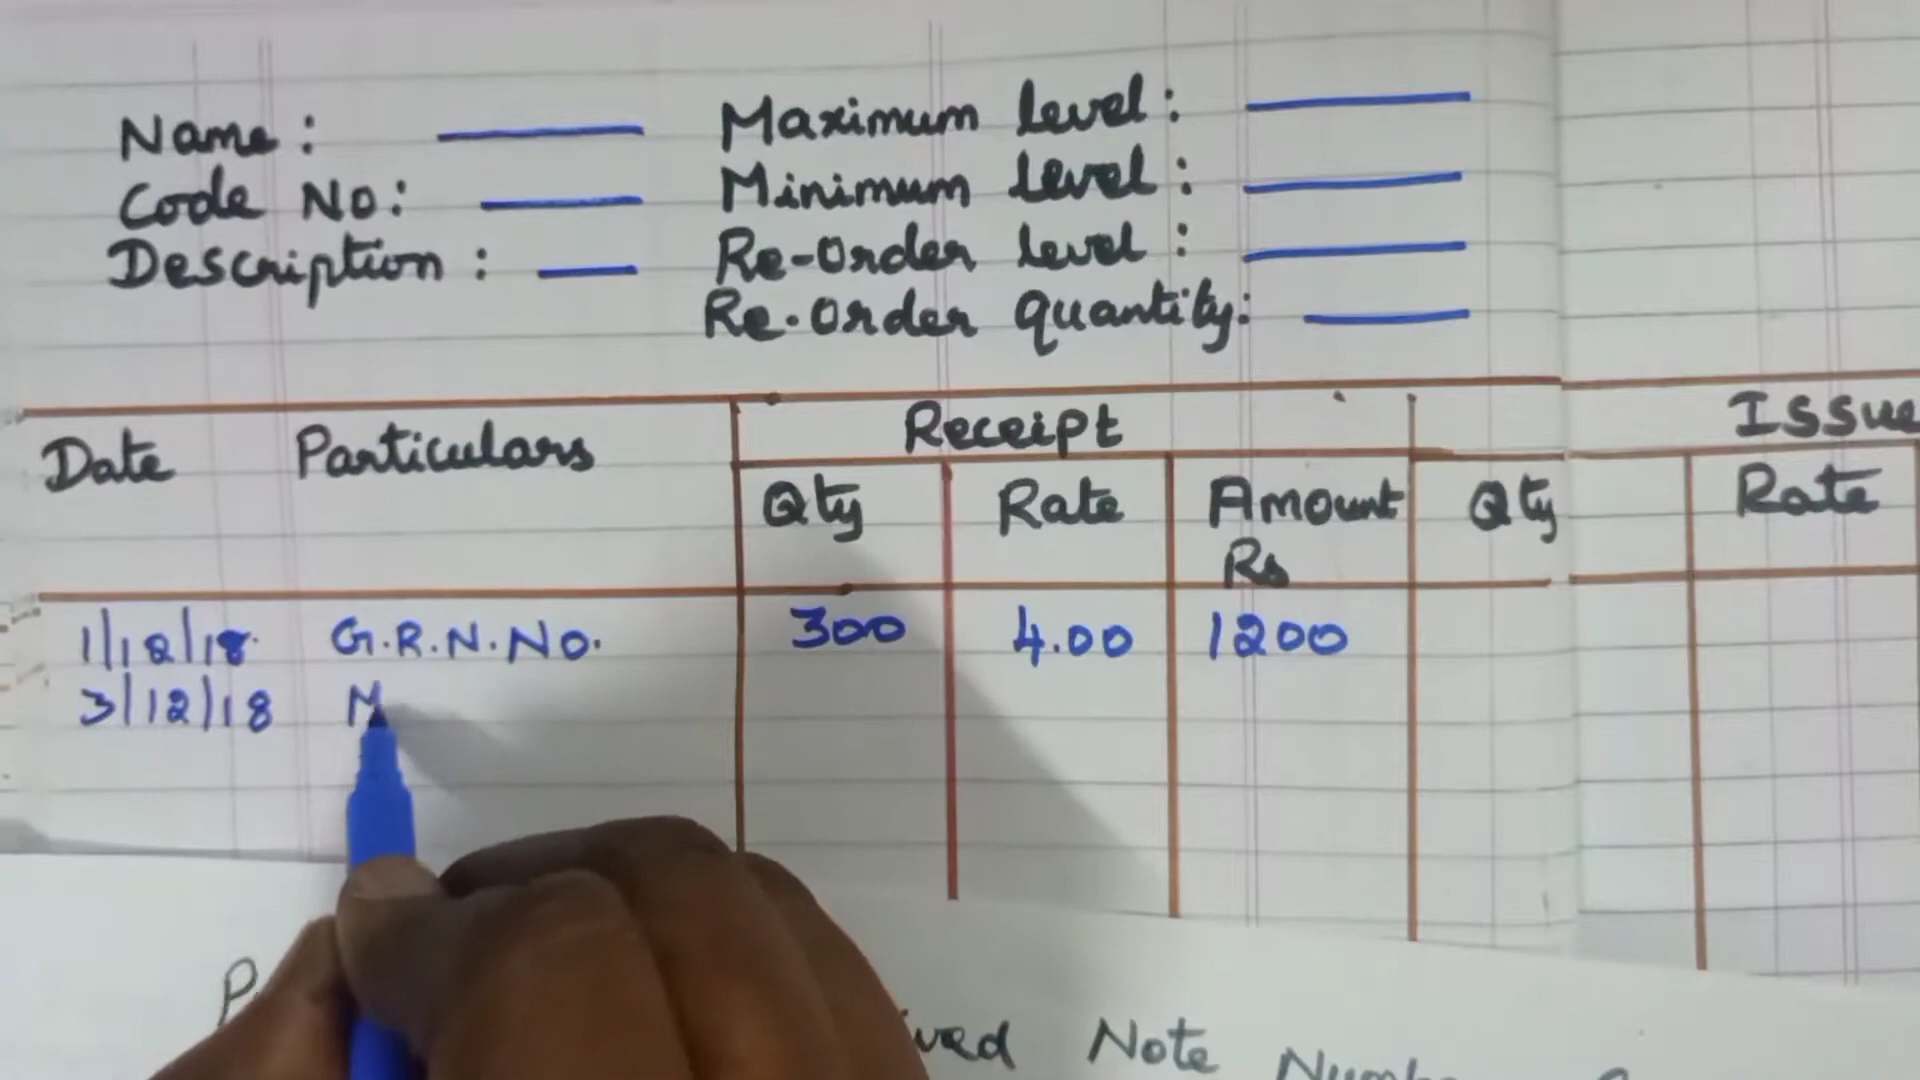 Name: Maximum level:
Code No: Minimum level:
Description: Re-Order level:
Re-Order quantity:
Date Particulars Receipt Issue
Qty Rate Amount Rs Qty Rate
1/12/18 G.R.N.No. 300 4.00 1200
3/12/18 M
Note